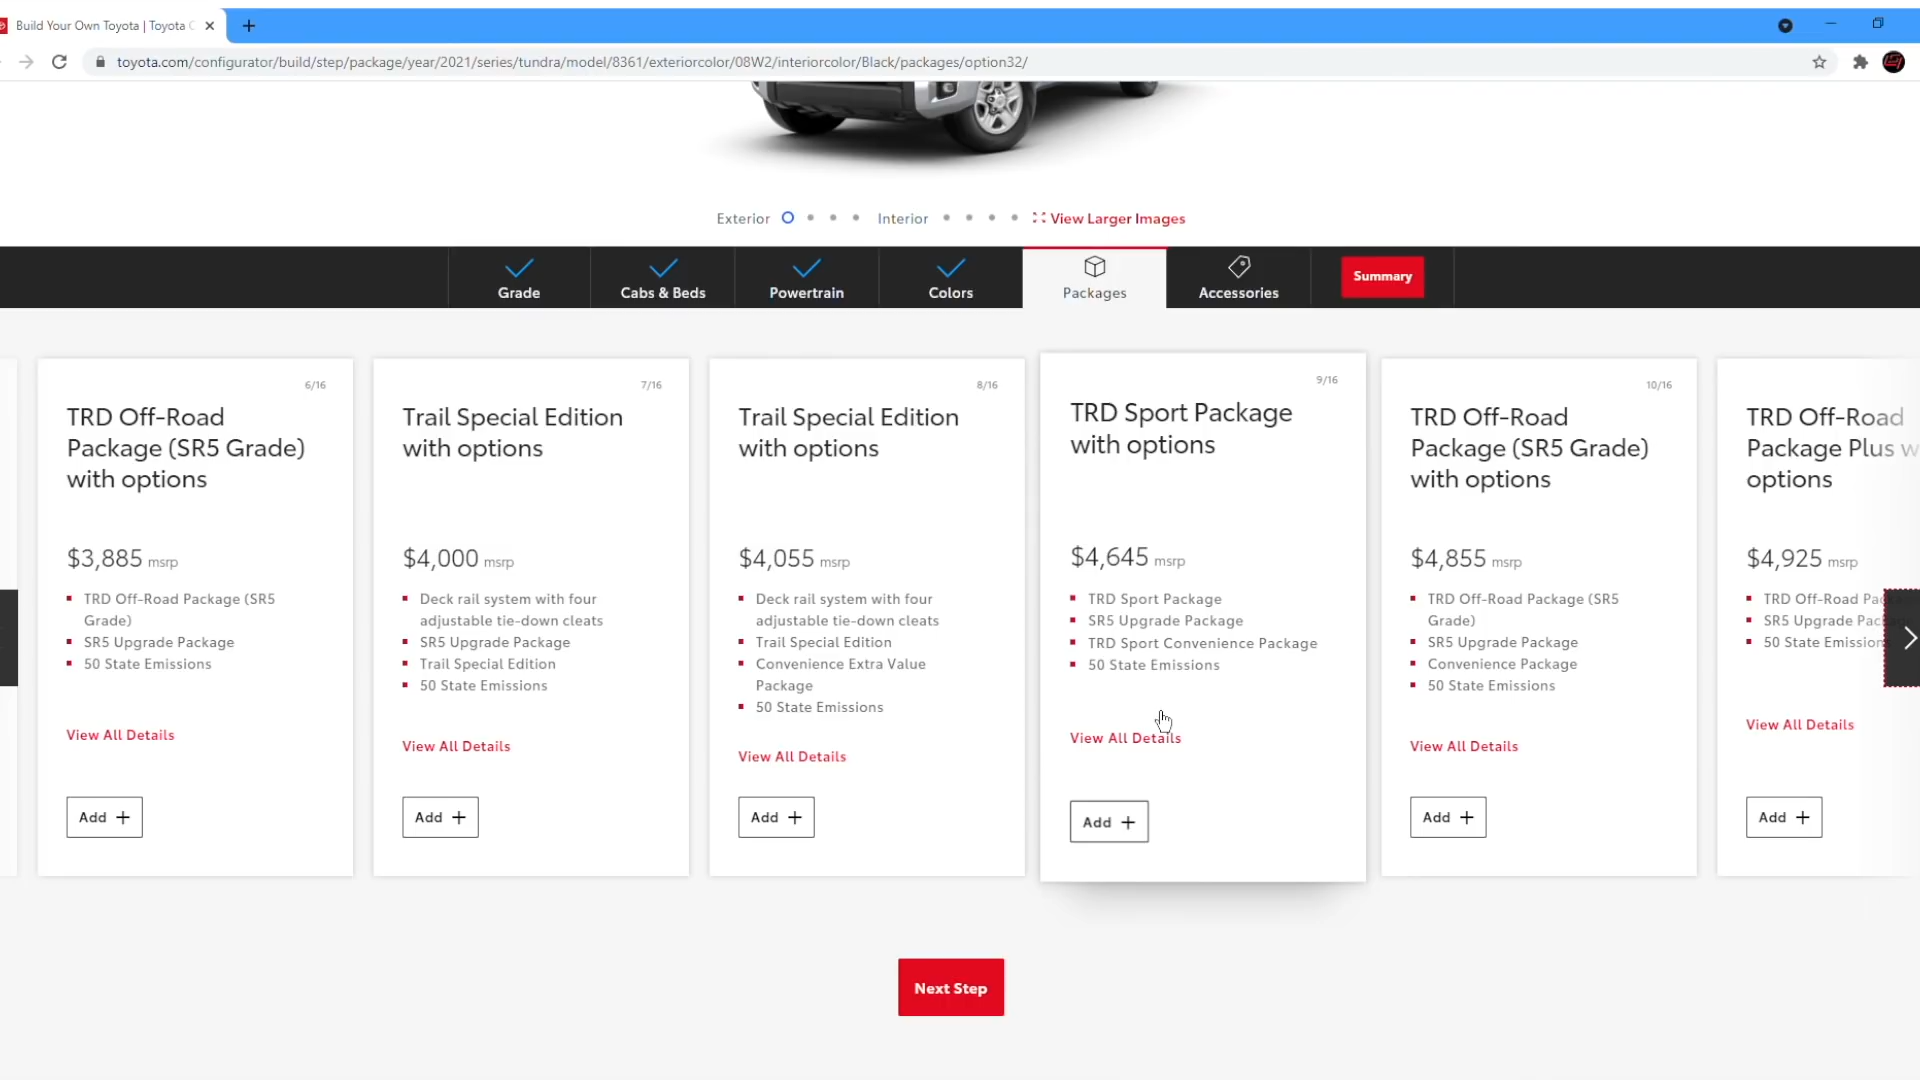 Build Your Own Toyota | Toyota
toyota.com/configurator/build/step/package/year/2021/series/tundra/model/8361/exteriorcolor/08W2/interiorcolor/Black/packages/option32/
Exterior
Interior
View Larger Images
Grade
Cabs & Beds
Powertrain
Colors
Packages
Accessories
Summary
6/16
TRD Off-Road
Package (SR5 Grade)
with options
$3,885 msrp
TRD Off-Road Package (SR5
Grade)
SR5 Upgrade Package
50 State Emissions
View All Details
Add +
7/16
Trail Special Edition
with options
$4,000 msrp
Deck rail system with four
adjustable tie-down cleats
SR5 Upgrade Package
Trail Special Edition
50 State Emissions
View All Details
Add +
8/16
Trail Special Edition
with options
$4,055 msrp
Deck rail system with four
adjustable tie-down cleats
Trail Special Edition
Convenience Extra Value
Package
50 State Emissions
View All Details
Add +
9/16
TRD Sport Package
with options
$4,645 msrp
TRD Sport Package
SR5 Upgrade Package
TRD Sport Convenience Package
50 State Emissions
View All Details
Add +
10/16
TRD Off-Road
Package (SR5 Grade)
with options
$4,855 msrp
TRD Off-Road Package (SR5
Grade)
SR5 Upgrade Package
Convenience Package
50 State Emissions
View All Details
Add +
TRD Off-Road
Package Plus w
options
$4,925 msrp
TRD Off-Road Pa
SR5 Upgrade Pac
50 State Emission
View All Details
Add +
Next Step